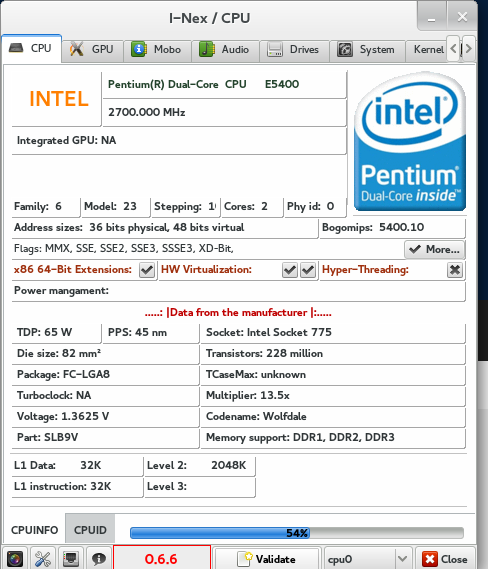 I-Nex / CPU
CPU GPU Mobo Audio Drives System Kernel
INTEL
Pentium(R) Dual-Core CPU E5400
2700.000 MHz
Integrated GPU: NA
intel
Pentium
Dual-Core inside™
Family: 6 Model: 23 Stepping: Cores: 2 Phy id: 0
Address sizes: 36 bits physical, 48 bits virtual Bogomips: 5400.10
Flags: MMX, SSE, SSE2, SSE3, SSSE3, XD-Bit, More...
x86 64-Bit Extensions: HW Virtualization: Hyper-Threading:
Power mangament:
.....: |Data from the manufacturer |:.....
TDP: 65 W PPS: 45 nm Socket: Intel Socket 775
Die size: 82 mm² Transistors: 228 million
Package: FC-LGA8 TCaseMax: unknown
Turboclock: NA Multiplier: 13.5x
Voltage: 1.3625 V Codename: Wolfdale
Part: SLB9V Memory support: DDR1, DDR2, DDR3
L1 Data: 32K Level 2: 2048K
L1 instruction: 32K Level 3:
CPUINFO CPUID 54%
0.6.6 Validate cpu0 Close